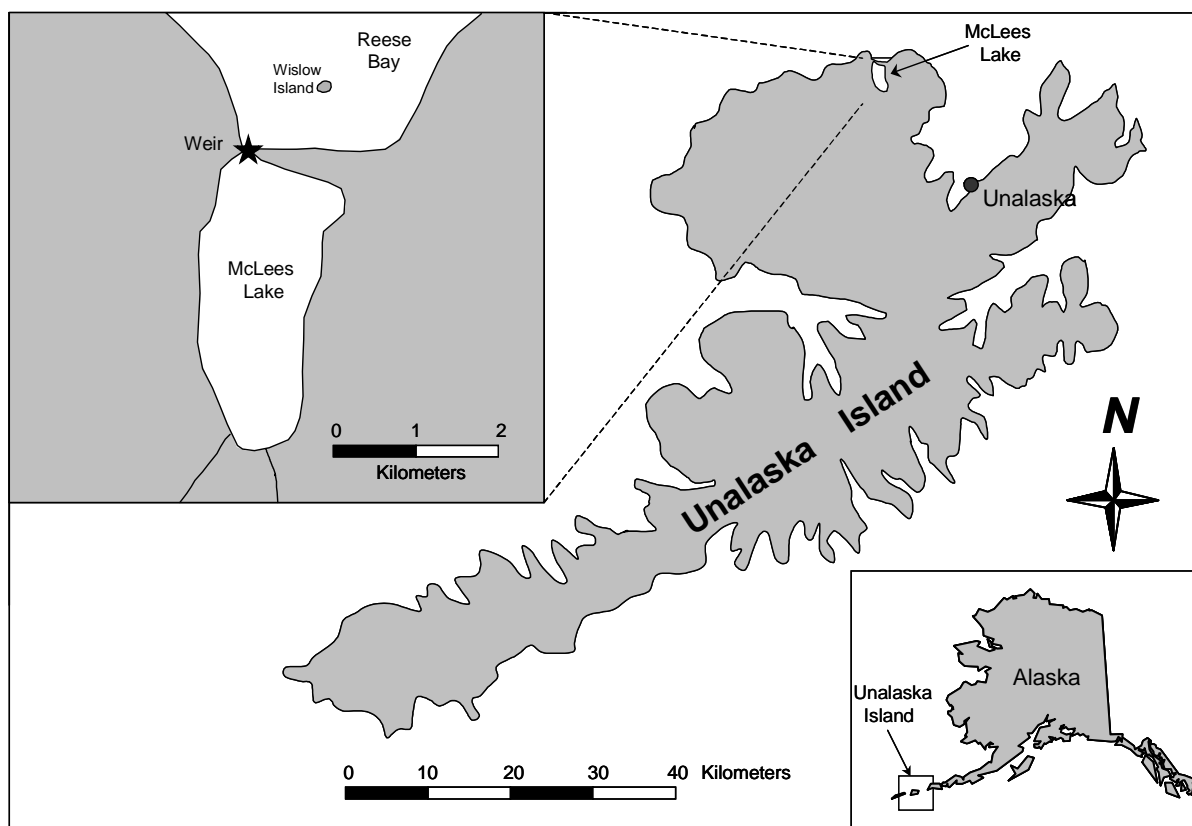 Reese
Bay
Wislow
Island
Weir
McLees
Lake
0 1 2
Kilometers
McLees
Lake
Unalaska
Unalaska Island
N
Unalaska
Island
Alaska
0 10 20 30 40 Kilometers